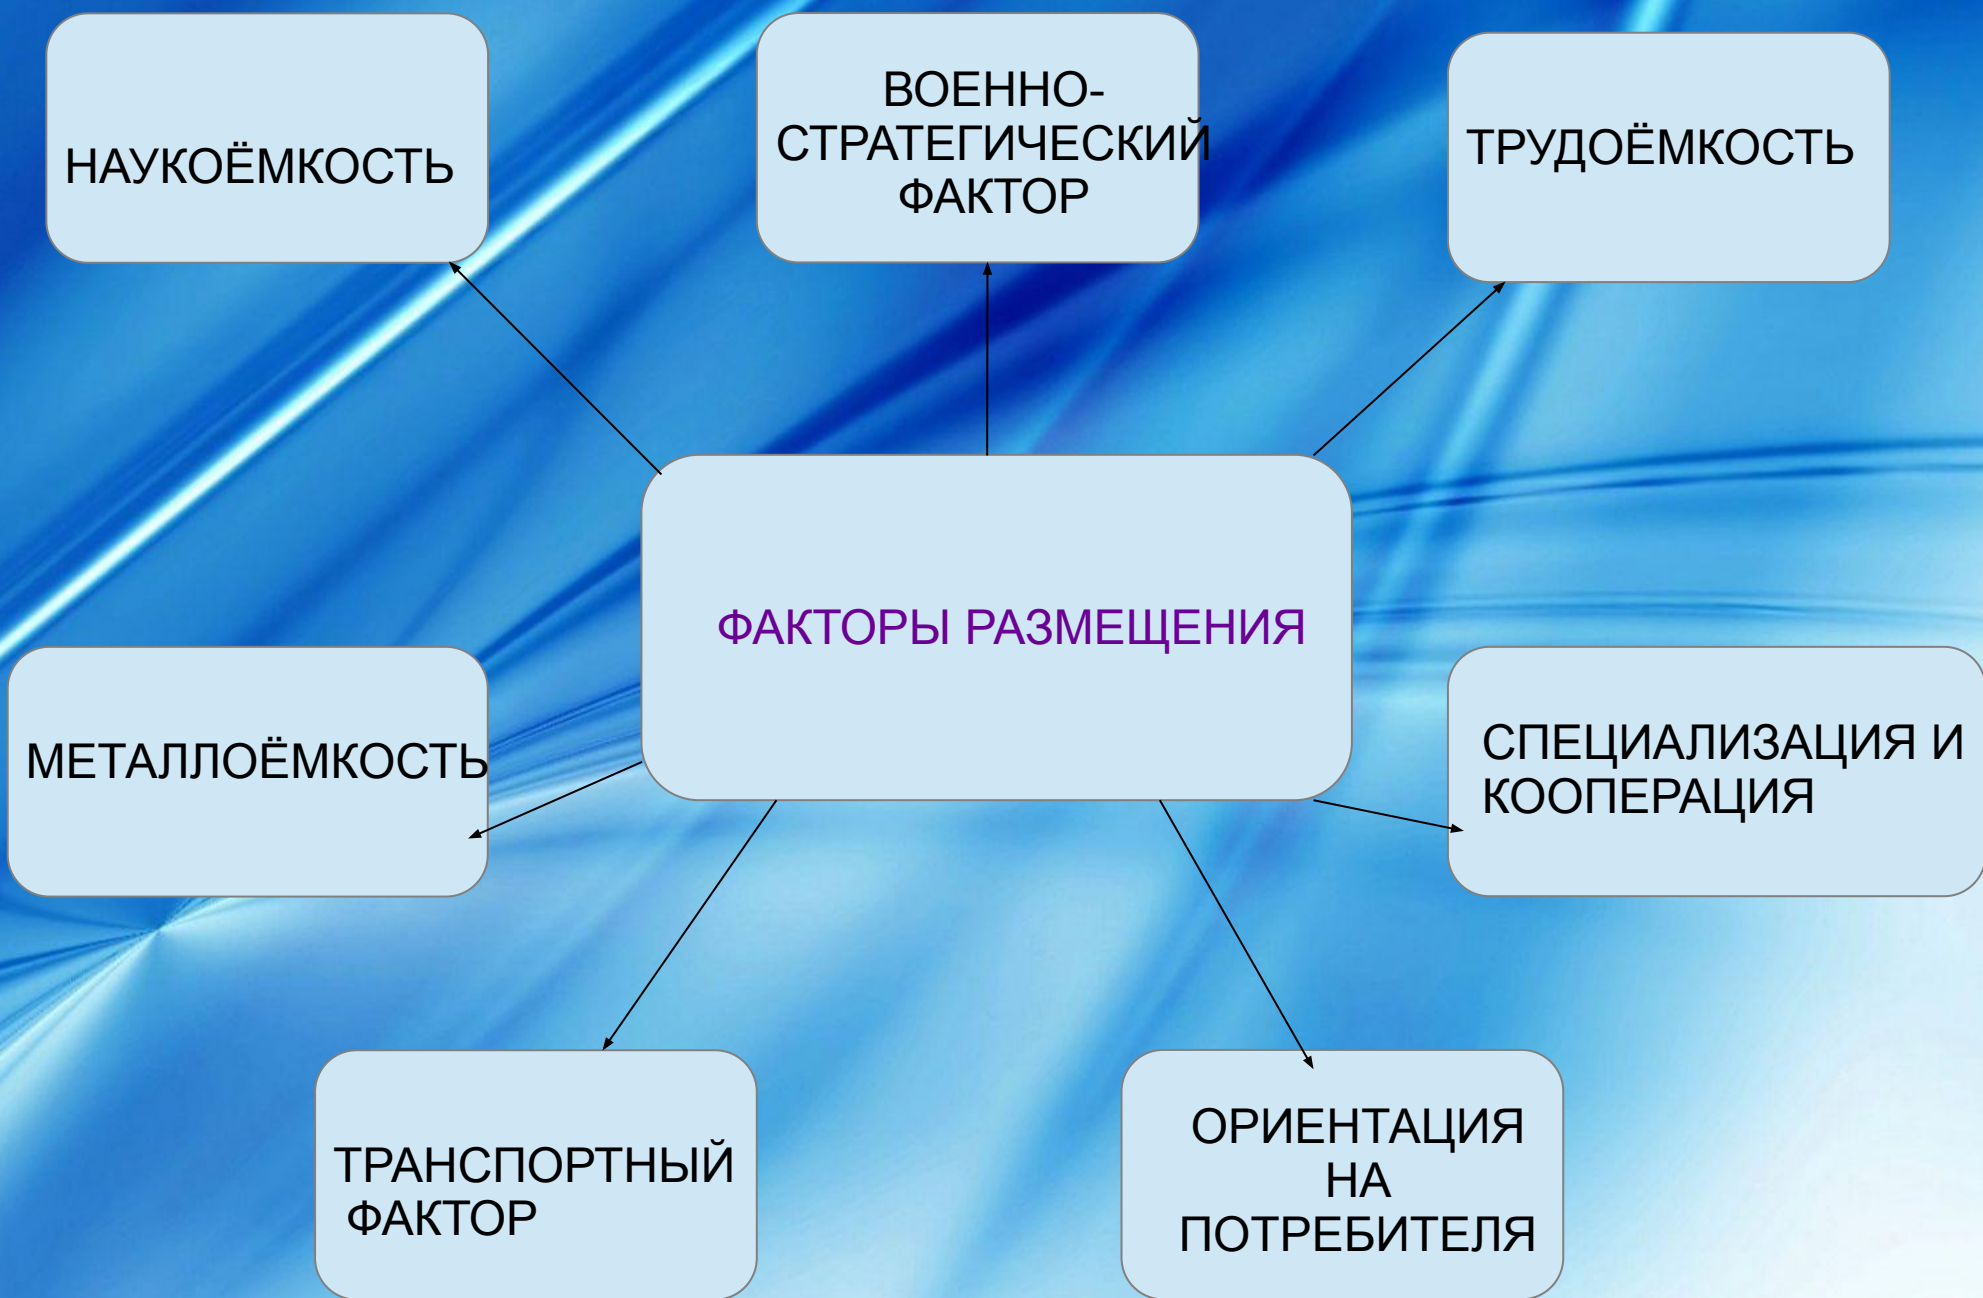 НАУКОЁМКОСТЬ
ВОЕННО-
СТРАТЕГИЧЕСКИЙ
ФАКТОР
ТРУДОЁМКОСТЬ
ФАКТОРЫ РАЗМЕЩЕНИЯ
МЕТАЛЛОЁМКОСТЬ
СПЕЦИАЛИЗАЦИЯ И
КООПЕРАЦИЯ
ТРАНСПОРТНЫЙ
ФАКТОР
ОРИЕНТАЦИЯ
НА
ПОТРЕБИТЕЛЯ